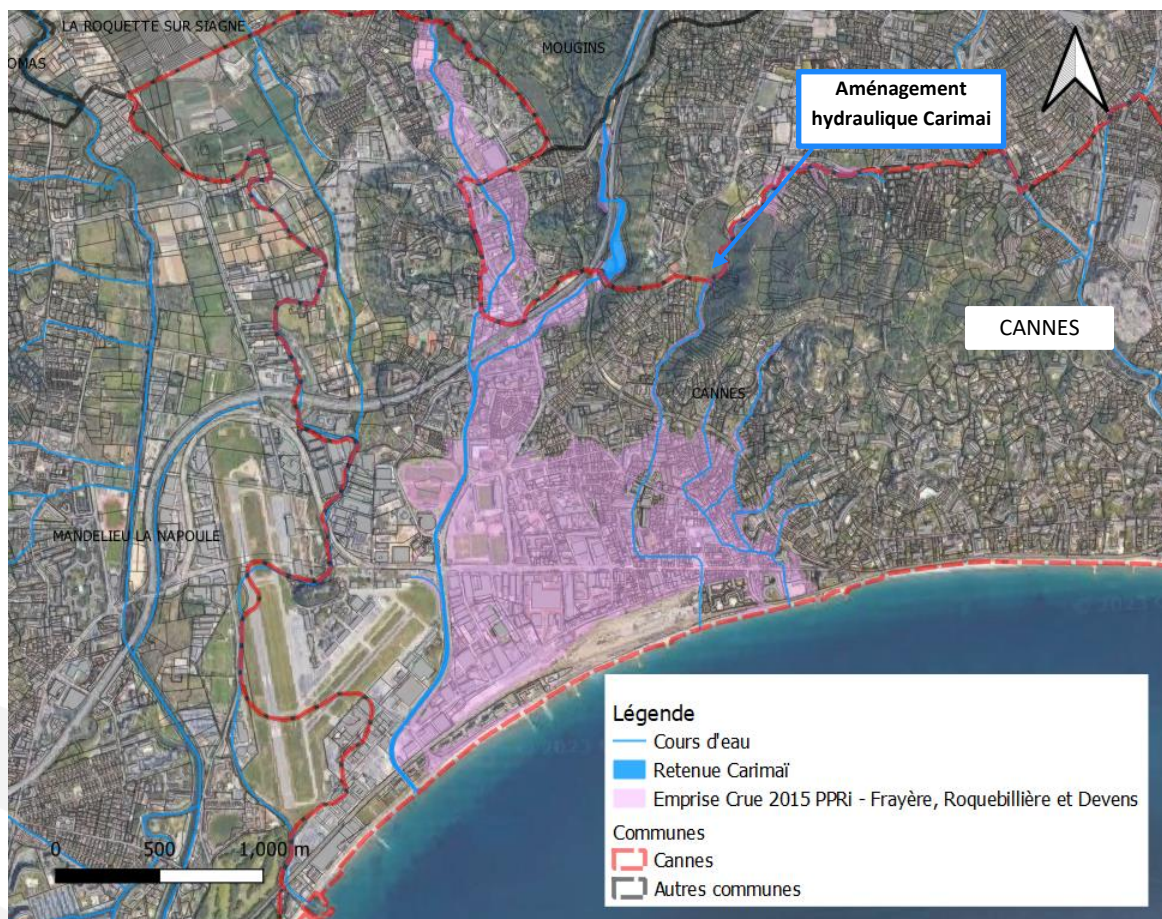 LA ROQUETTE SUR SIAGNE
OMAS
MOUGINS
Aménagement
hydraulique Carimai
CANNES
CANNES
MANDELIEU LA NAPOULE
0 500 1,000 m
Légende
Cours d'eau
Retenue Carimaï
Emprise Crue 2015 PPRi - Frayère, Roquebillière et Devens
Communes
Cannes
Autres communes